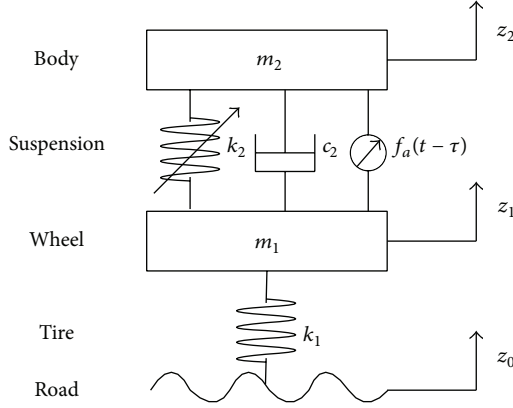 z₂
Body
m₂
Suspension
k₂
c₂
fₐ(t − τ)
z₁
Wheel
m₁
Tire
k₁
z₀
Road